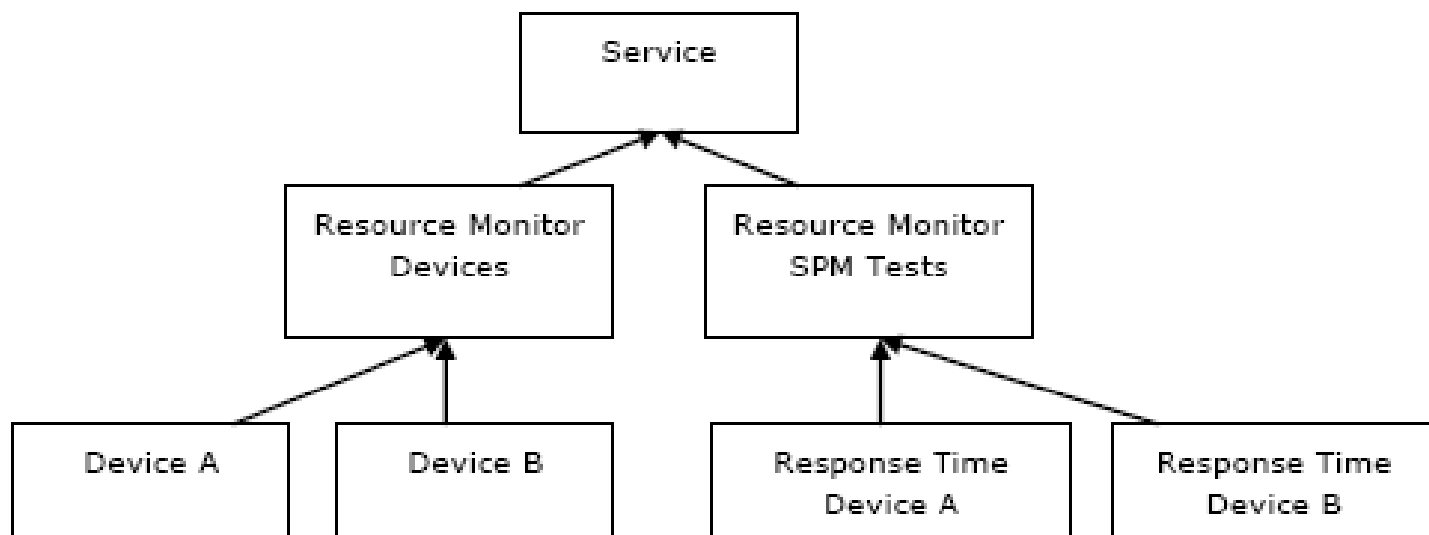 Service
Resource Monitor
Devices
Resource Monitor
SPM Tests
Device A
Device B
Response Time
Device A
Response Time
Device B